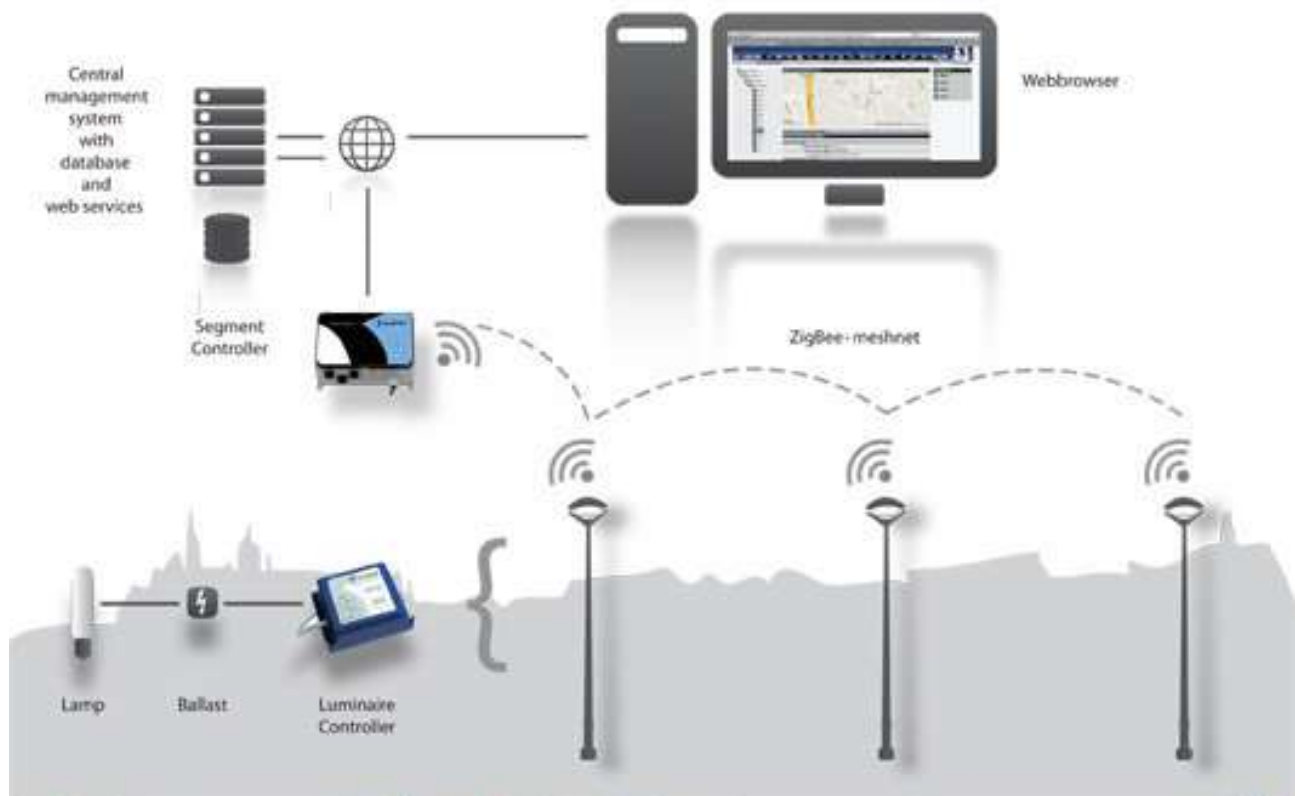 Central
management
system
with
database
and
web services
Webbrowser
Segment
Controller
ZigBee - meshnet
Lamp
Ballast
Luminaire
Controller